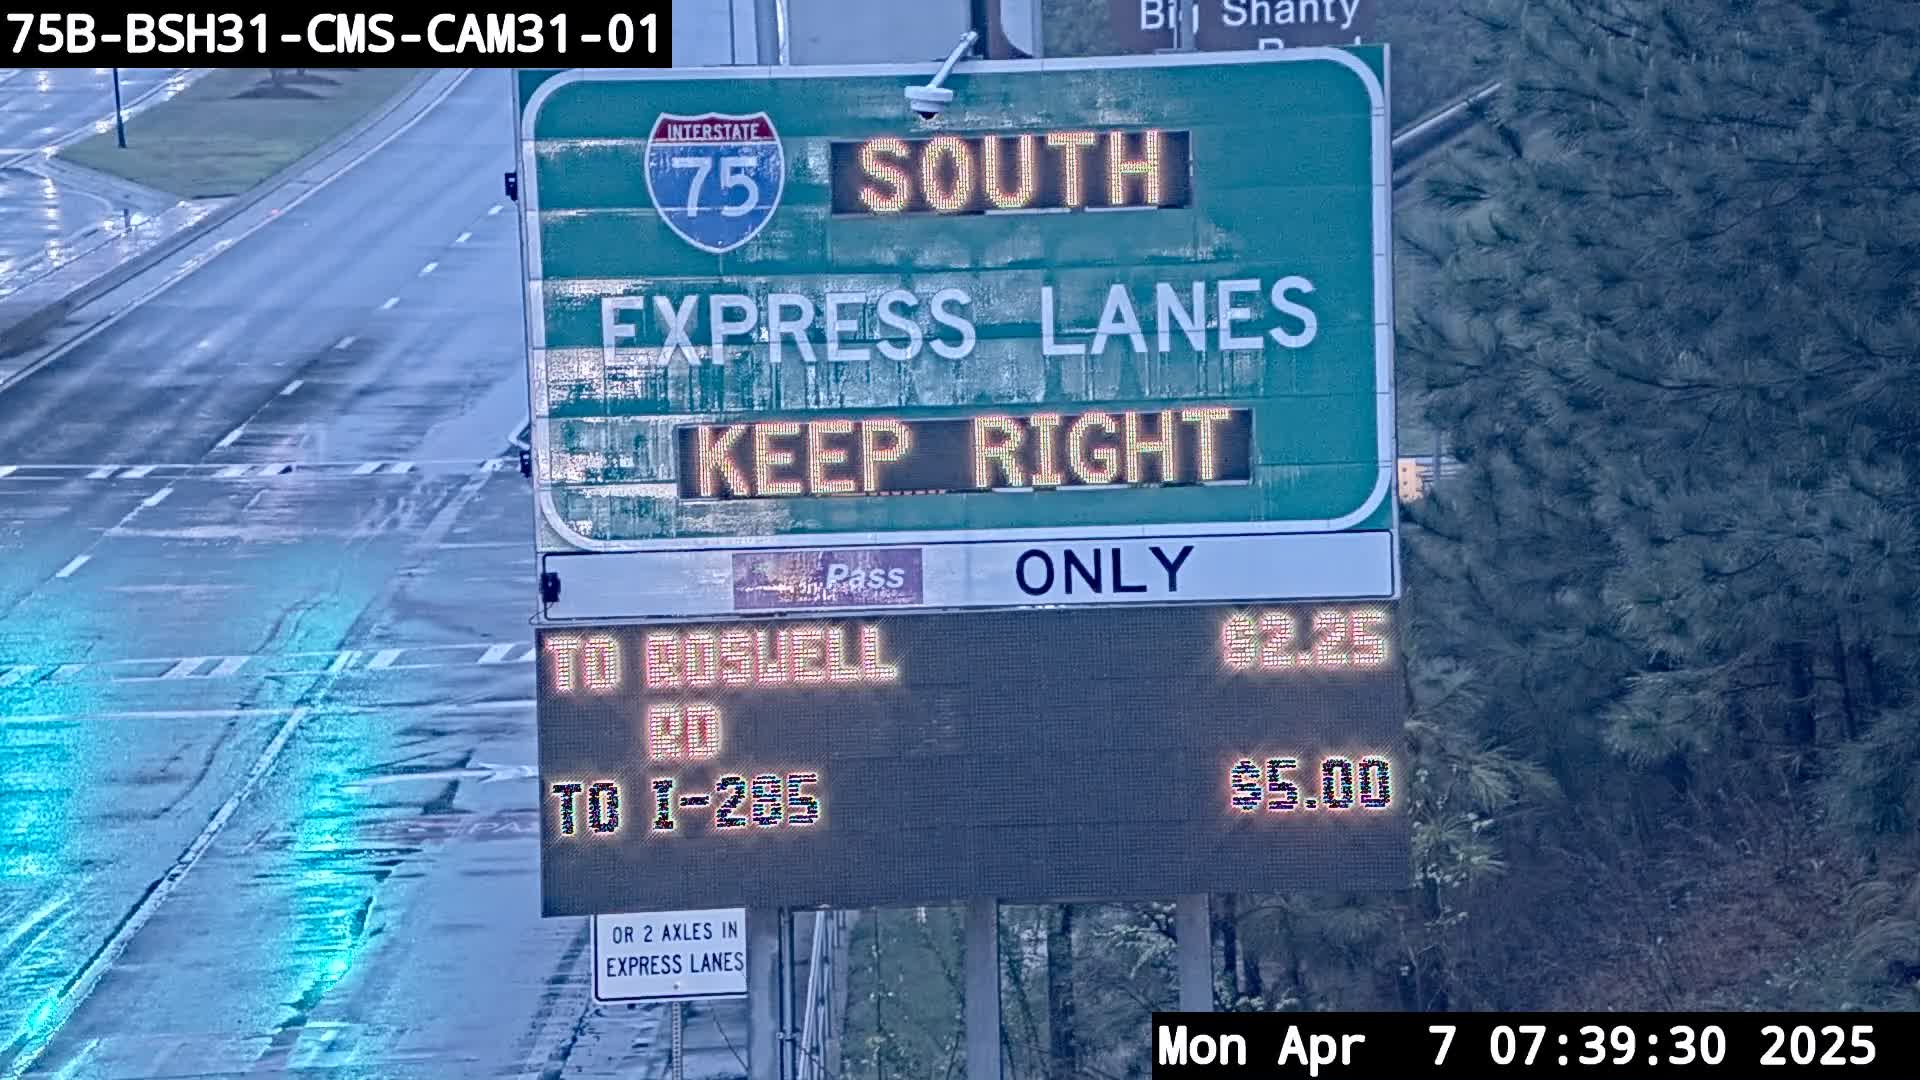 75B-BSH31-CMS-CAM31-01
Big Shanty
INTERSTATE
75
SOUTH
EXPRESS LANES
KEEP RIGHT
Pass
ONLY
TO ROSWELL $2.25
RD
TO I-285 $5.00
OR 2 AXLES IN
EXPRESS LANES
Mon Apr 7 07:39:30 2025